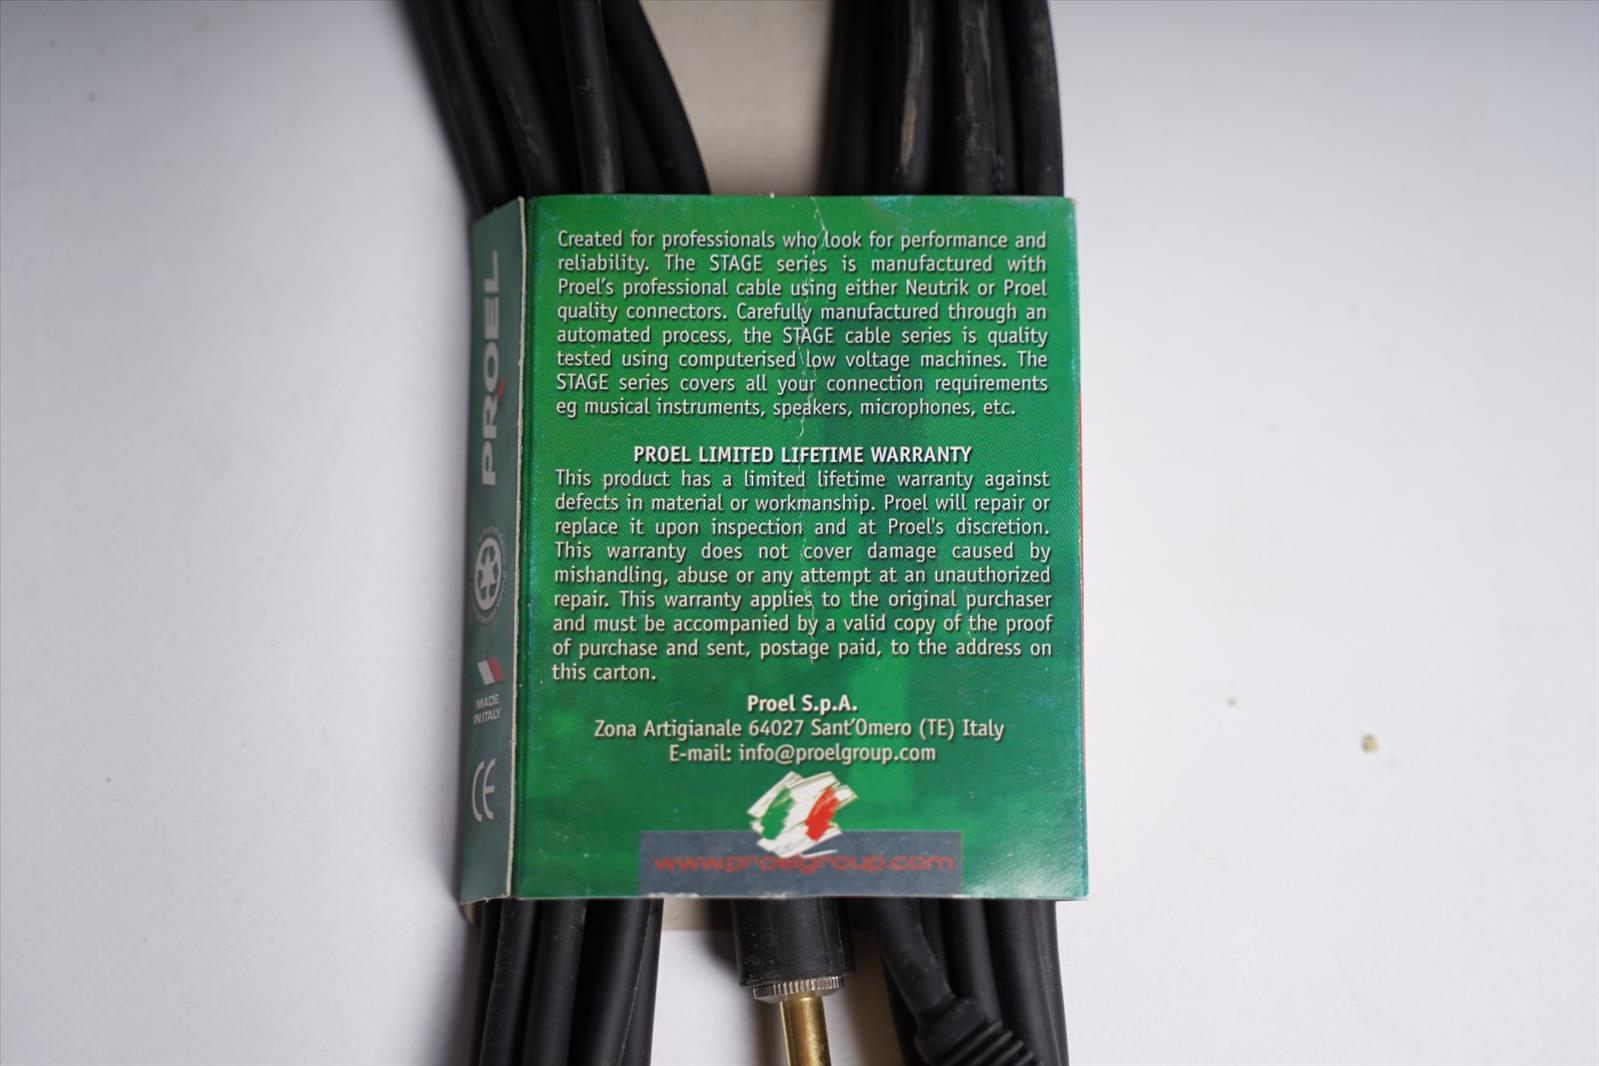 Created for professionals who look for performance and
reliability. The STAGE series is manufactured with
Proel's professional cable using either Neutrik or Proel
quality connectors. Carefully manufactured through an
automated process, the STAGE cable series is quality
tested using computerised low voltage machines. The
STAGE series covers all your connection requirements
eg musical instruments, speakers, microphones, etc.
PROEL LIMITED LIFETIME WARRANTY
This product has a limited lifetime warranty against
defects in material or workmanship. Proel will repair or
replace it upon inspection and at Proel's discretion.
This warranty does not cover damage caused by
mishandling, abuse or any attempt at an unauthorized
repair. This warranty applies to the original purchaser
and must be accompanied by a valid copy of the proof
of purchase and sent, postage paid, to the address on
this carton.
Proel S.p.A.
Zona Artigianale 64027 Sant'Omero (TE) Italy
E-mail: info@proelgroup.com
www.proelgroup.com
PROEL
MADE
IN ITALY
CE